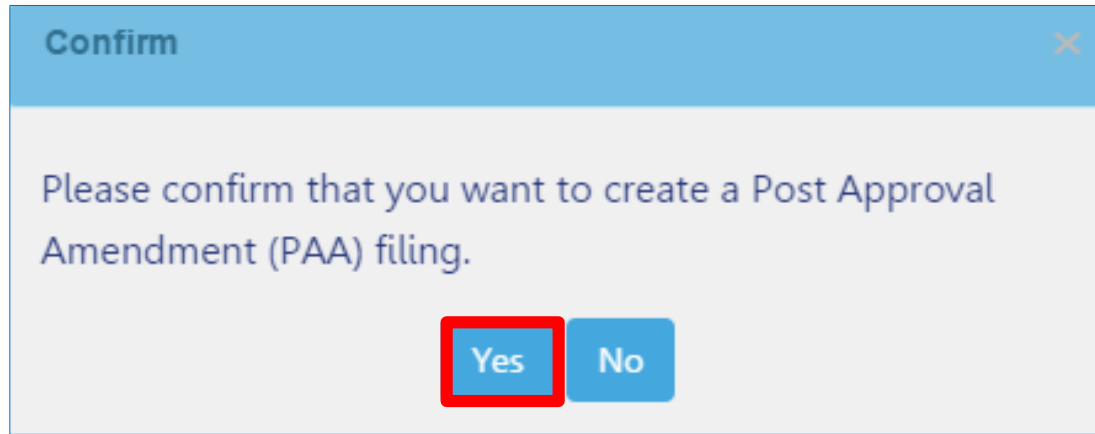 Confirm
Please confirm that you want to create a Post Approval
Amendment (PAA) filing.
Yes No